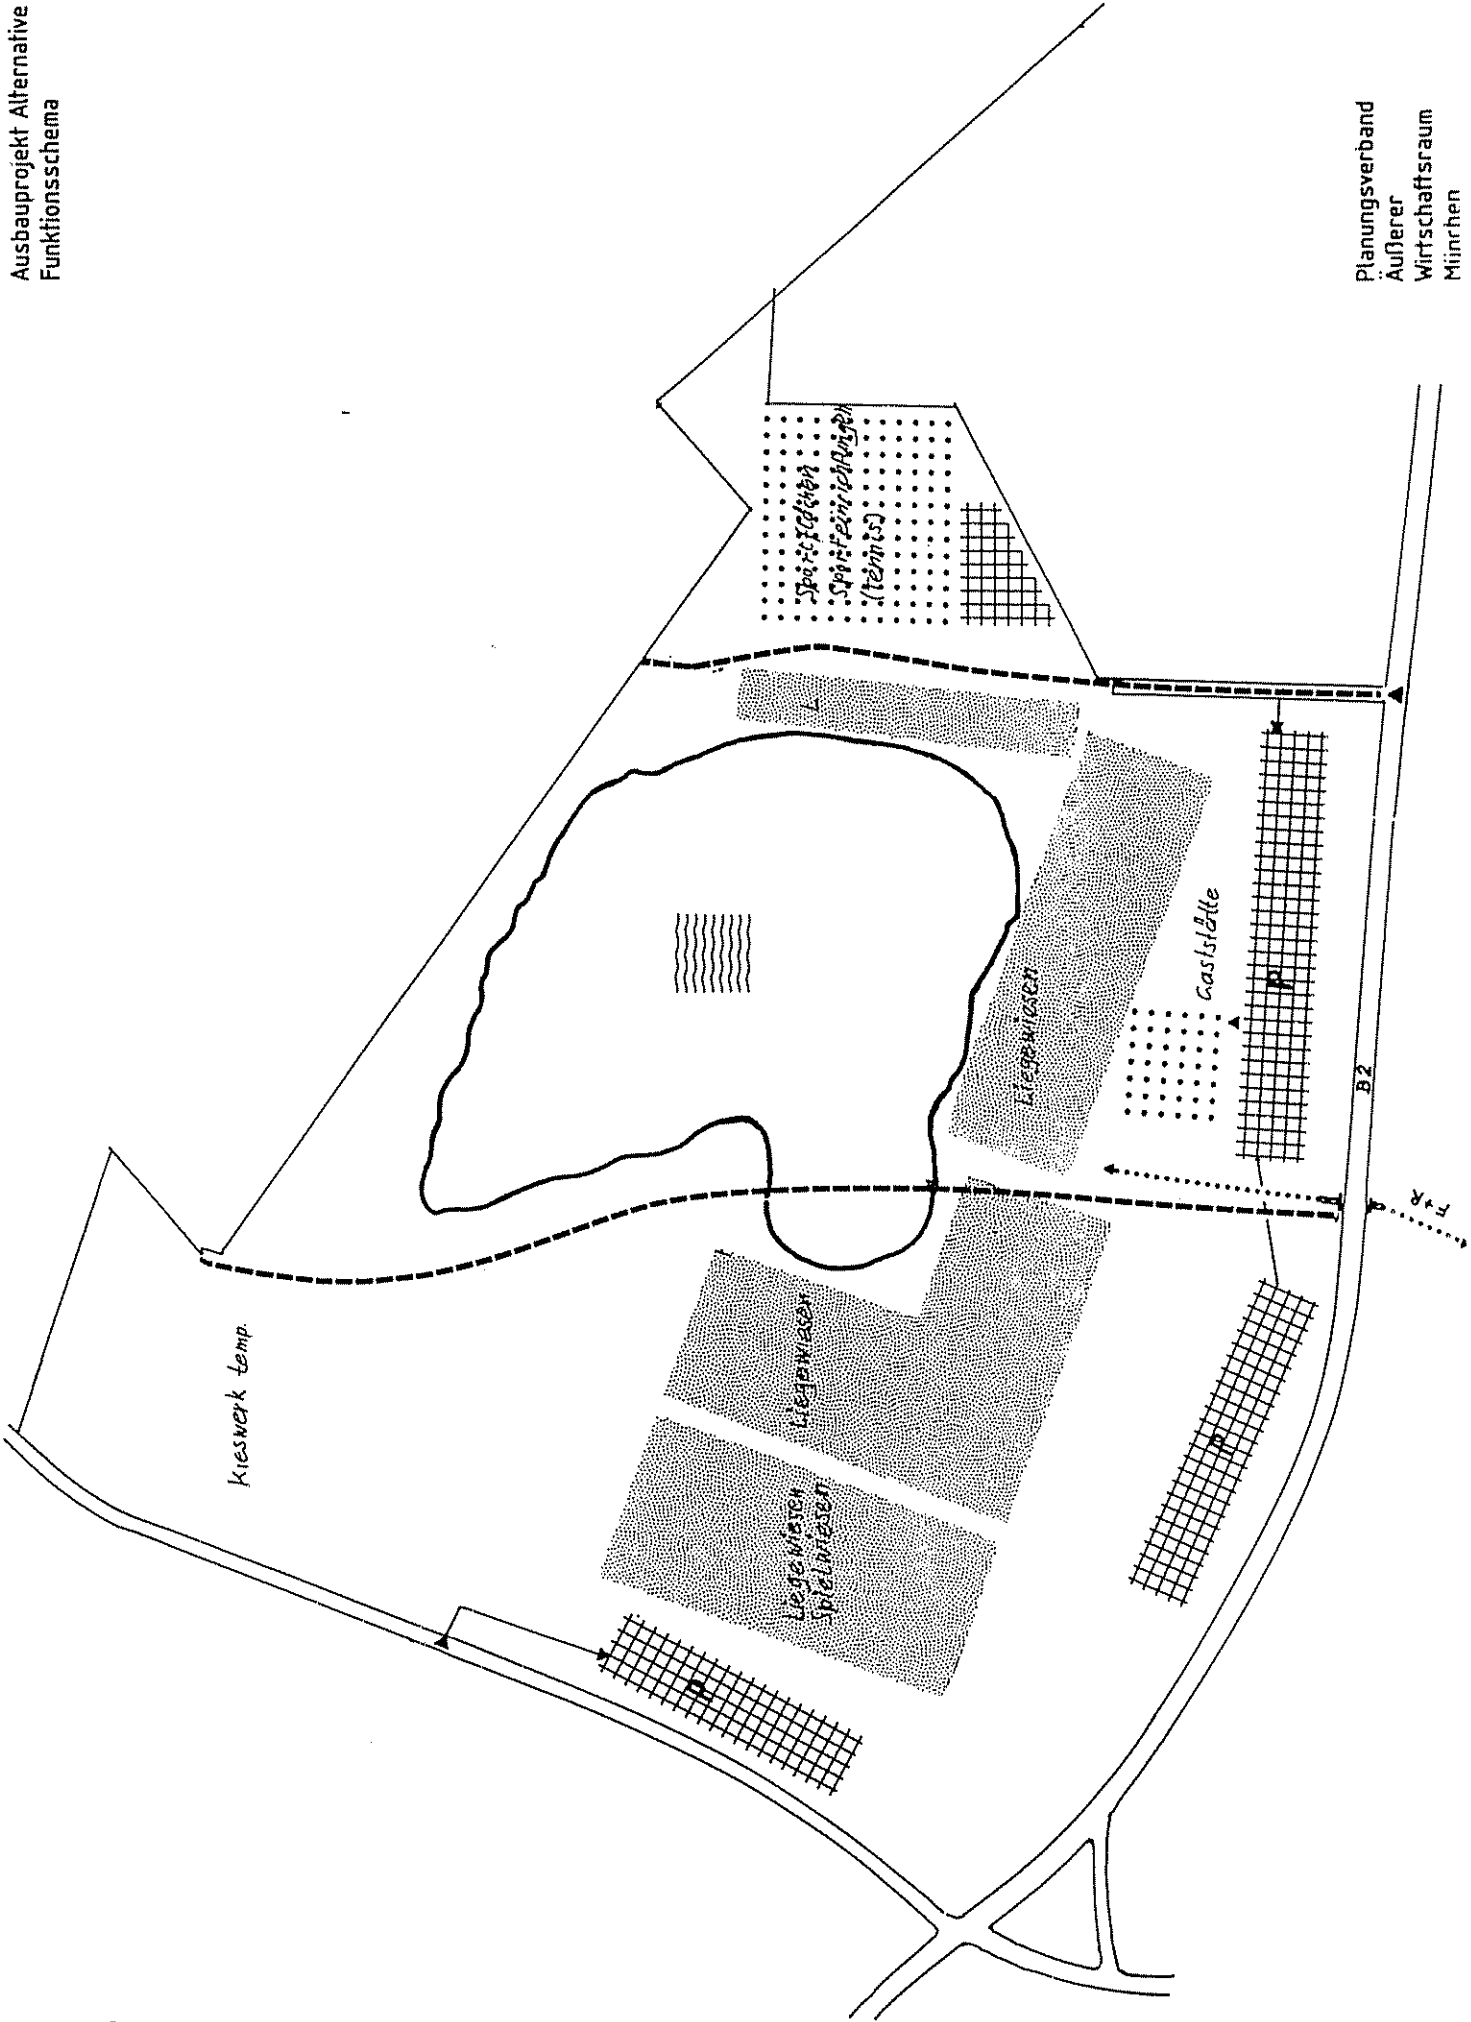 Ausbauprojekt Alternative
Funktionsschema
Kieswerk temp.
Sportflächen
Sporteinrichtungen
(Tennis)
L
Liegewiesen
Gaststätte
P
Liegewiesen
Liegewiesen
Spielwiesen
P
P
B2
F+R
Planungsverband
Äußerer
Wirtschaftsraum
München